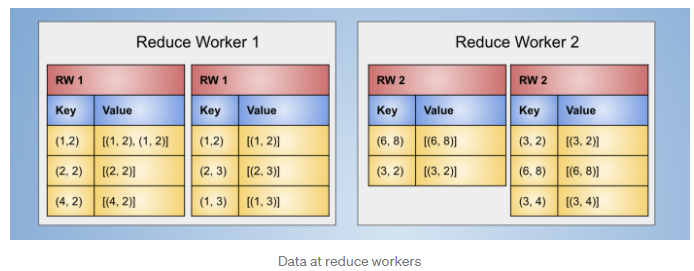 Reduce Worker 1
RW 1
Key Value
(1,2) [(1, 2), (1, 2)]
(2, 2) [(2, 2)]
(4, 2) [(4, 2)]
RW 1
Key Value
(1,2) [(1, 2)]
(2, 3) [(2, 3)]
(1, 3) [(1, 3)]
Reduce Worker 2
RW 2
Key Value
(6, 8) [(6, 8)]
(3, 2) [(3, 2)]
RW 2
Key Value
(3, 2) [(3, 2)]
(6, 8) [(6, 8)]
(3, 4) [(3, 4)]
Data at reduce workers